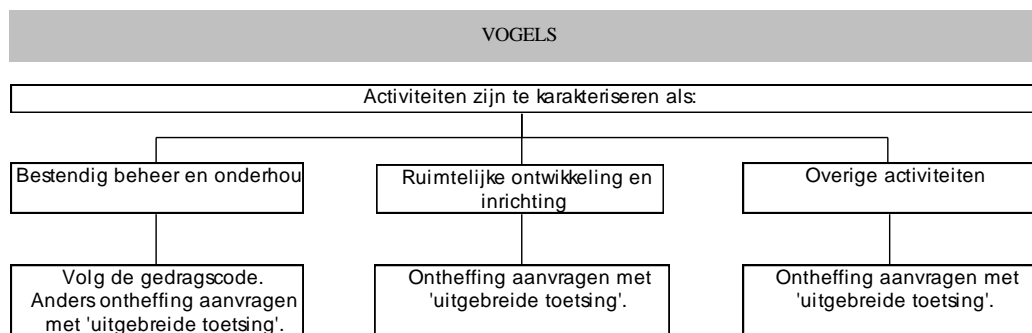 VOGELS
Activiteiten zijn te karakteriseren als:
Bestendig beheer en onderhou
Ruimtelijke ontwikkeling en
inrichting
Overige activiteiten
Volg de gedragscode.
Anders ontheffing aanvragen
met 'uitgebreide toetsing'.
Ontheffing aanvragen met
'uitgebreide toetsing'.
Ontheffing aanvragen met
'uitgebreide toetsing'.